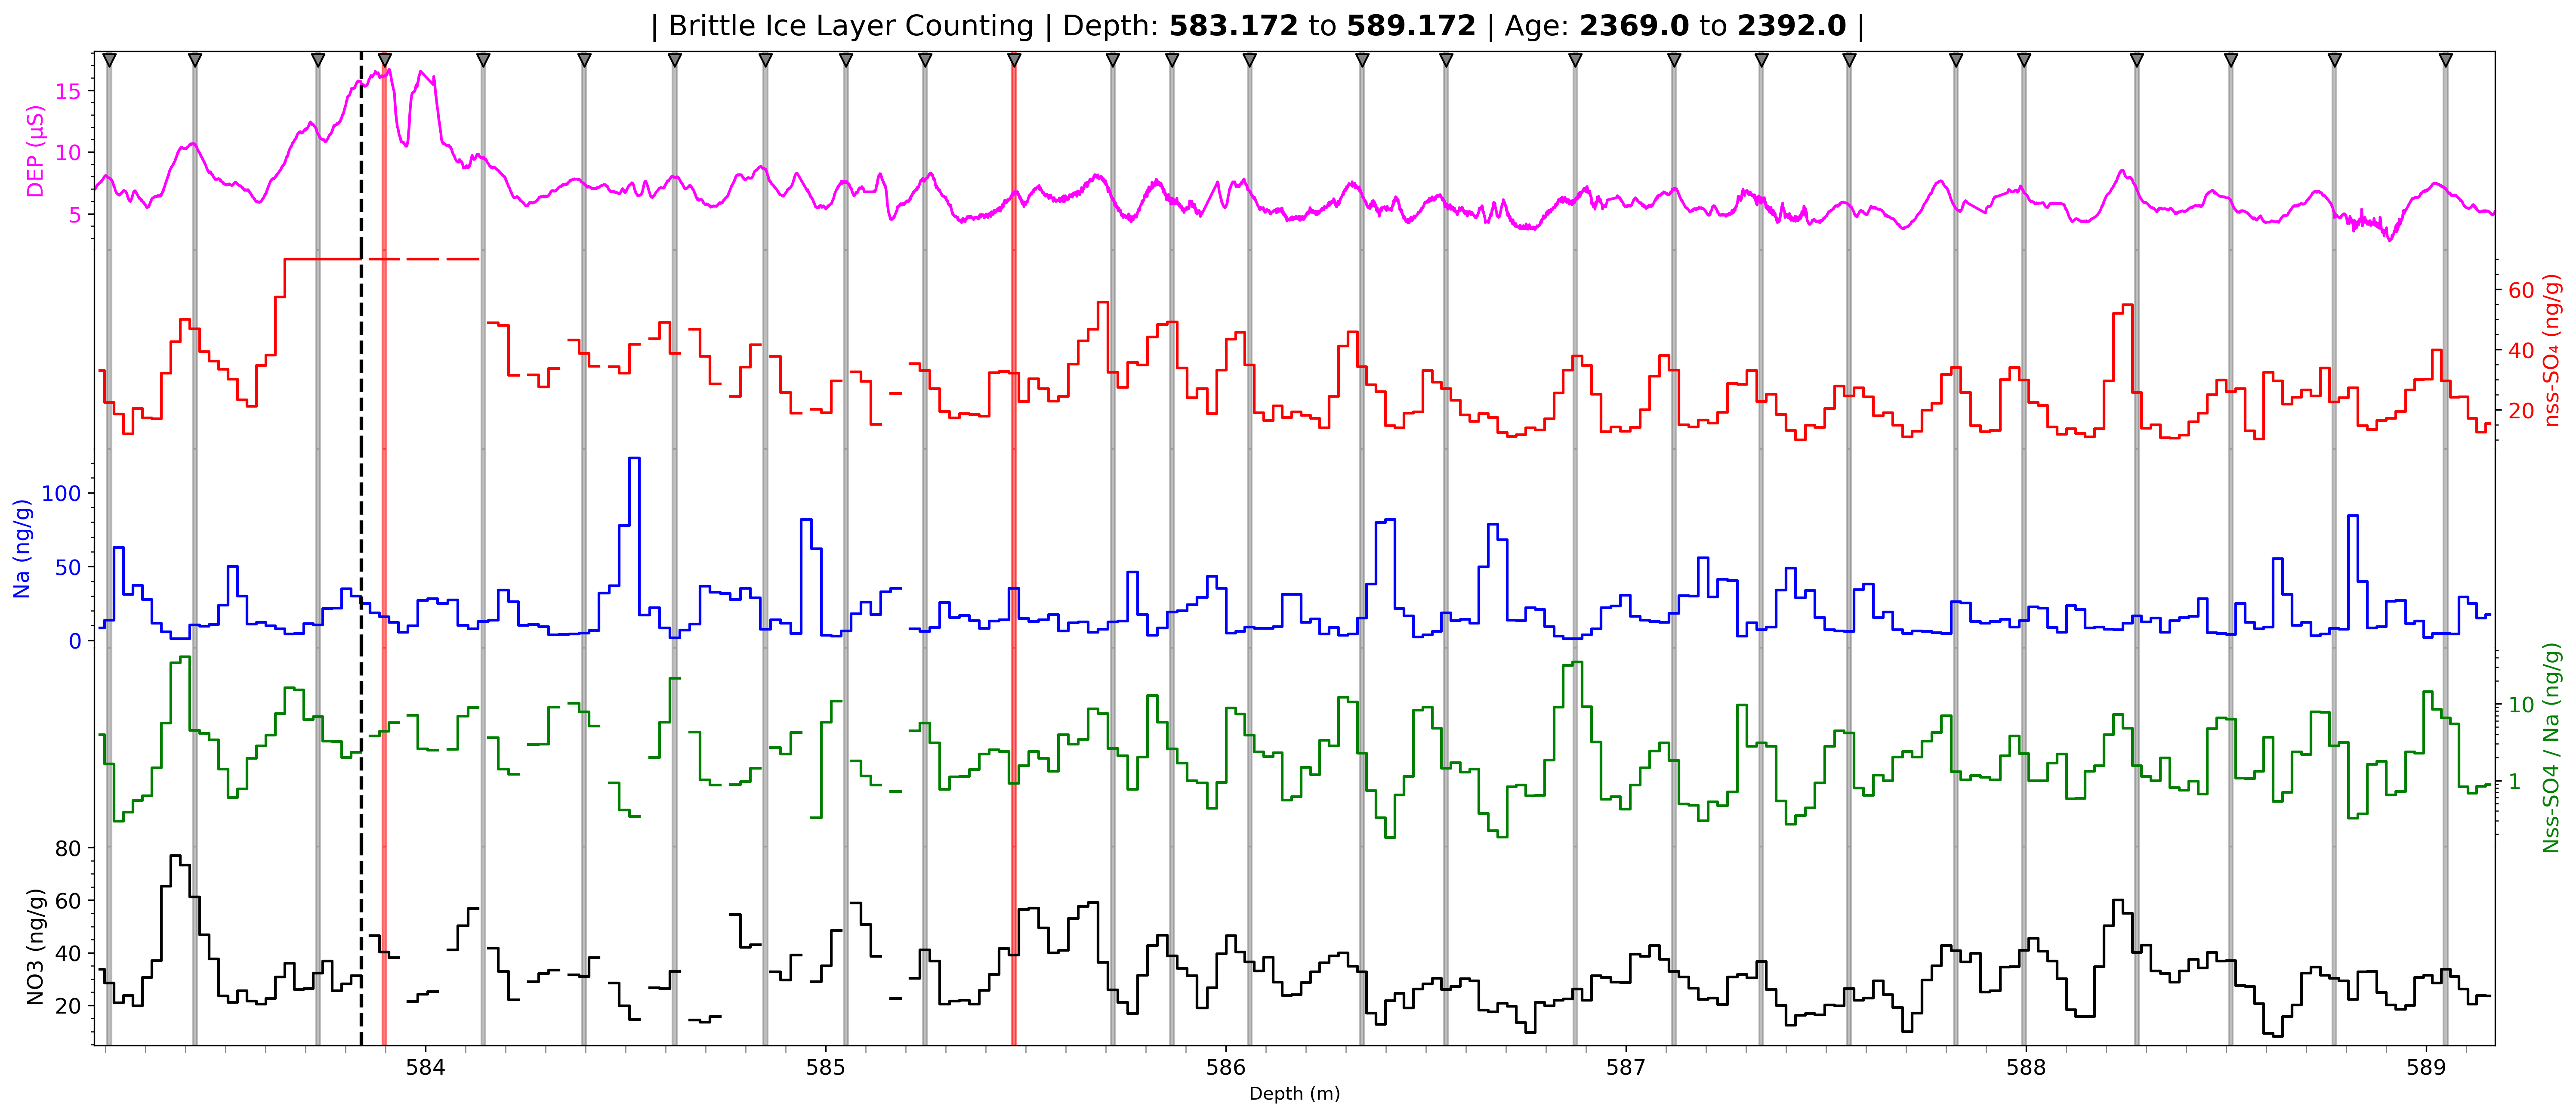 | Brittle Ice Layer Counting | Depth: 583.172 to 589.172 | Age: 2369.0 to 2392.0 |
DEP (µS)
15
10
5
nss-SO₄ (ng/g)
60
40
20
Na (ng/g)
100
50
0
Nss-SO4 / Na (ng/g)
10
1
NO3 (ng/g)
80
60
40
20
584 585 586 587 588 589
Depth (m)